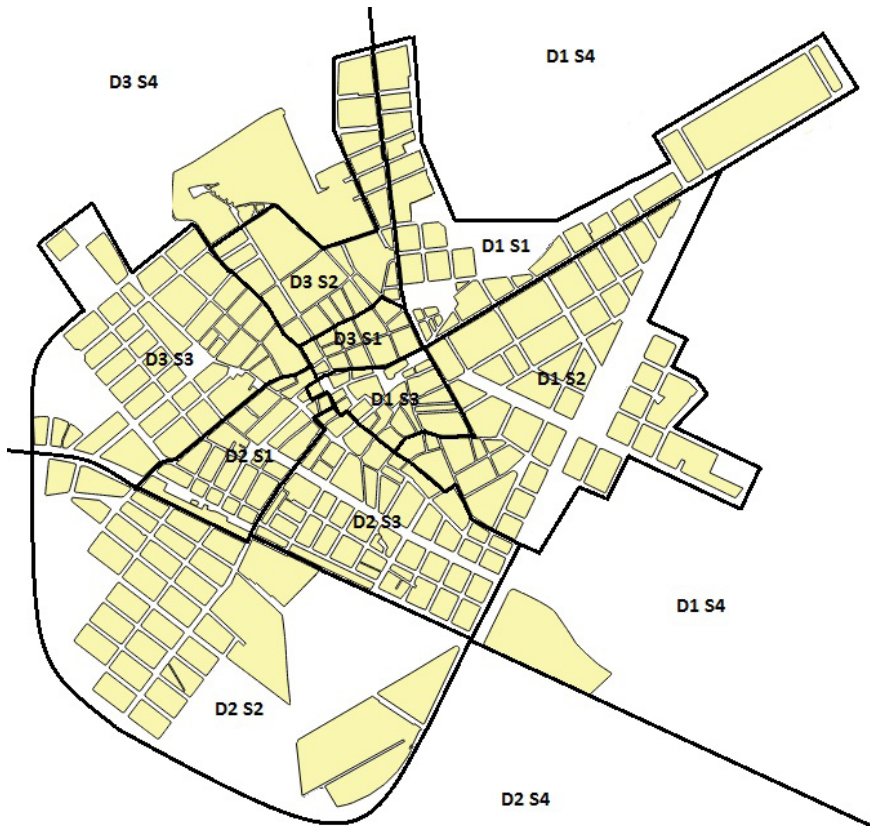 D1 S4
D3 S4
D1 S1
D3 S2
D3 S1
D3 S3
D1 S2
D1 S3
D2 S1
D2 S3
D1 S4
D2 S2
D2 S4